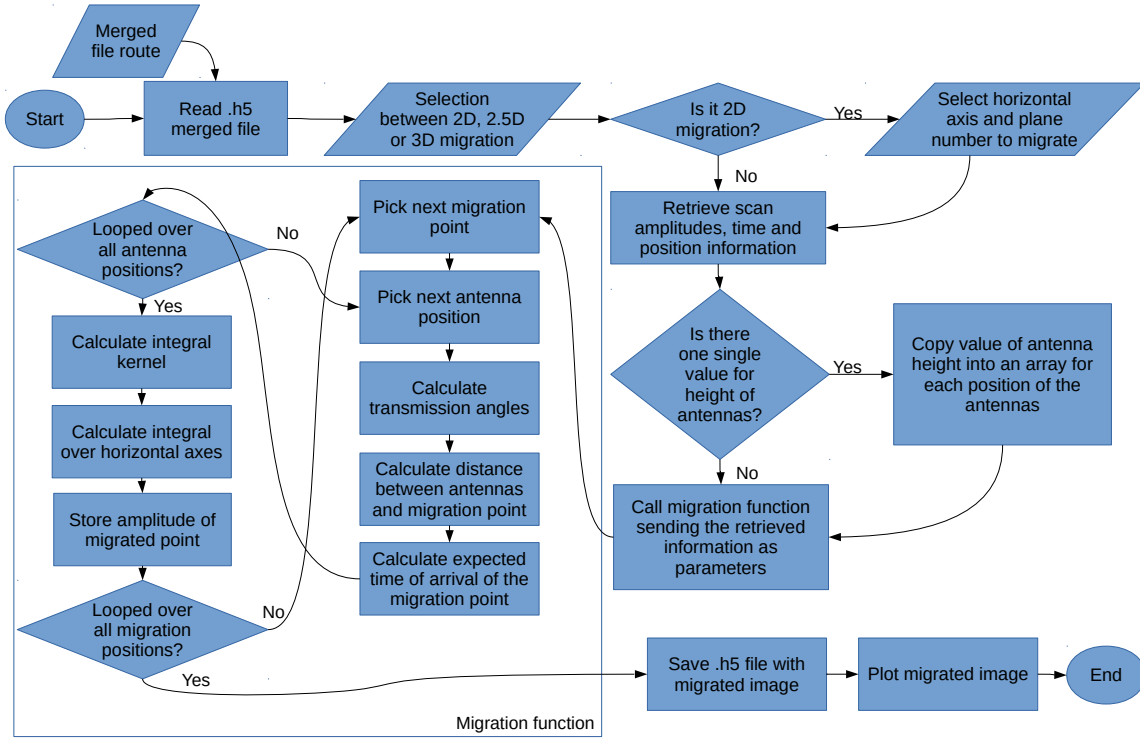 Merged
file route
Start
Read .h5
merged file
Selection
between 2D, 2.5D
or 3D migration
Is it 2D
migration?
Yes
Select horizontal
axis and plane
number to migrate
No
Retrieve scan
amplitudes, time and
position information
Is there
one single
value for
height of
antennas?
Yes
Copy value of antenna
height into an array for
each position of the
antennas
No
Call migration function
sending the retrieved
information as
parameters
Pick next migration
point
Pick next antenna
position
Calculate
transmission angles
Calculate distance
between antennas
and migration point
Calculate expected
time of arrival of the
migration point
Looped over
all antenna
positions?
No
Yes
Calculate integral
kernel
Calculate integral
over horizontal axes
Store amplitude of
migrated point
Looped over
all migration
positions?
No
Yes
Migration function
Save .h5 file with
migrated image
Plot migrated image
End